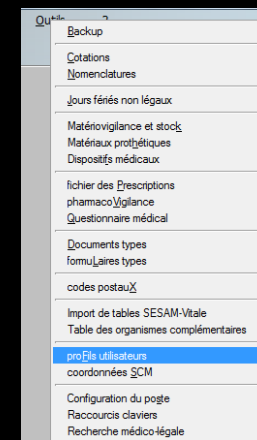 Outils ?
Backup
Cotations
Nomenclatures
Jours fériés non légaux
Matériovigilance et stock
Matériaux prothétiques
Dispositifs médicaux
fichier des Prescriptions
pharmacoVigilance
Questionnaire médical
Documents types
formuLaires types
codes postauX
Import de tables SESAM-Vitale
Table des organismes complémentaires
proFils utilisateurs
coordonnées SCM
Configuration du poste
Raccourcis claviers
Recherche médico-légale